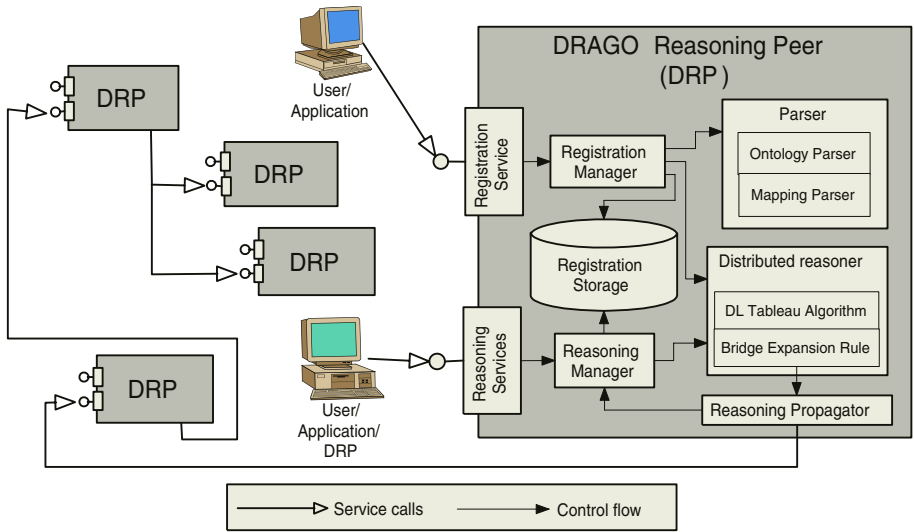 DRAGO Reasoning Peer
(DRP)
DRP
DRP
DRP
DRP
User/
Application
User/
Application/
DRP
Registration
Service
Registration
Manager
Parser
Ontology Parser
Mapping Parser
Registration
Storage
Distributed reasoner
DL Tableau Algorithm
Bridge Expansion Rule
Reasoning
Services
Reasoning
Manager
Reasoning Propagator
Service calls
Control flow